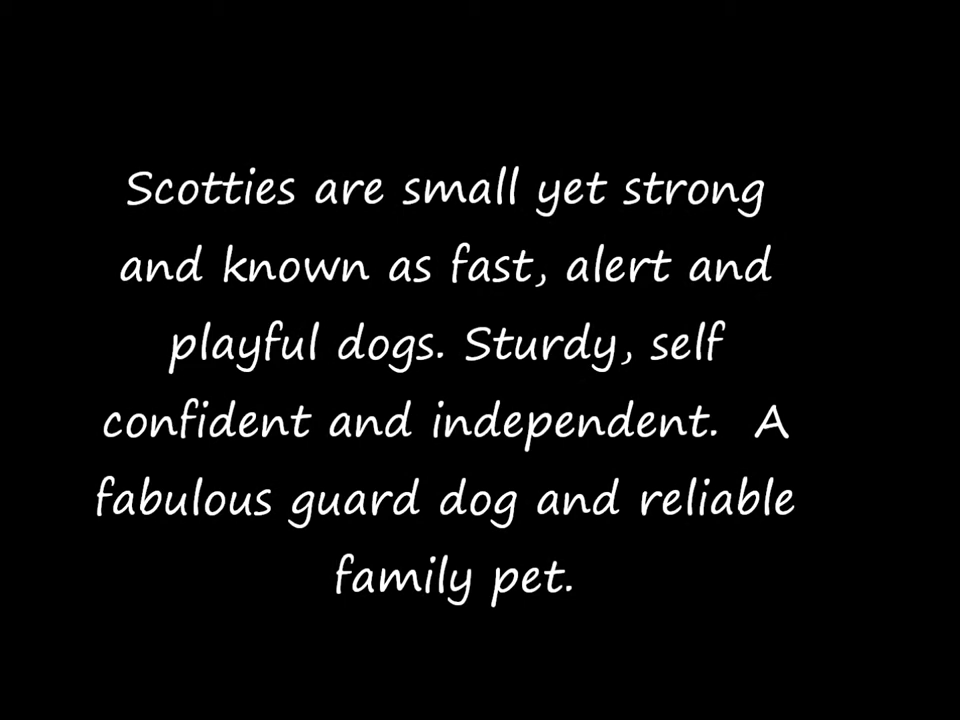 Scotties are small yet strong
and known as fast, alert and
playful dogs. Sturdy, self
confident and independent.  A
fabulous guard dog and reliable
family pet.